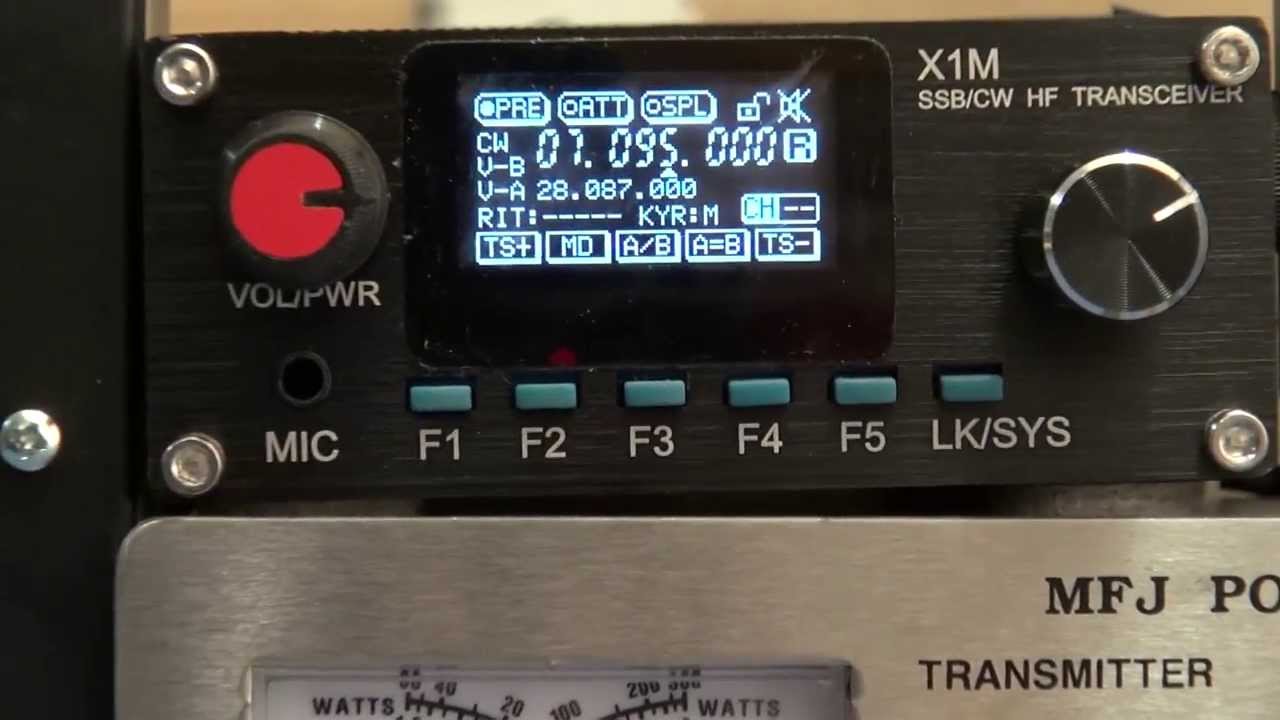 X1M
SSB/CW HF TRANSCEIVER
PRE ATT SPL
CW 07.095.000 R
V-B
V-A 28.087.000
RIT:----- KYR:M CH--
TS+ MD A/B A=B TS-
VOL/PWR
MIC F1 F2 F3 F4 F5 LK/SYS
MFJ PO
TRANSMITTER
40 200 300
WATTS 20 100 WATTS